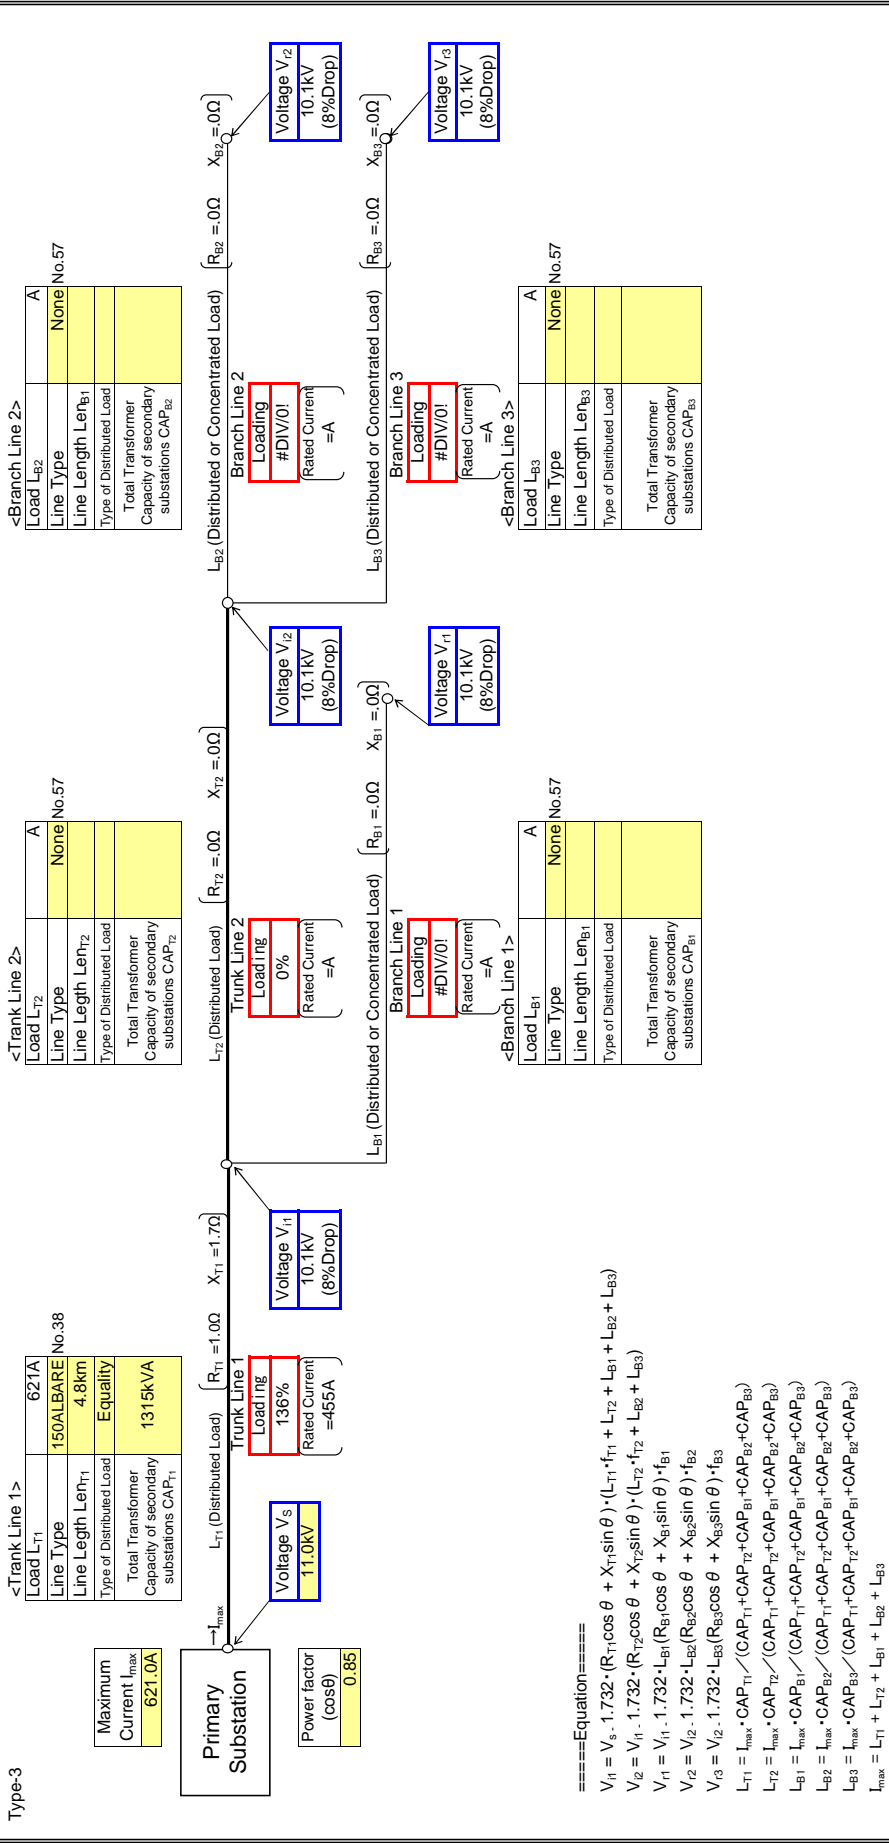 Type-3
Maximum
Current Imax
621.0A
Primary
Substation
Power factor
(cosθ)
0.85
→Imax
Voltage VS
11.0kV
<Trank Line 1>
Load LT1 621A
Line Type 150ALBARE No.38
Line Legth LenT1 4.8km
Type of Distributed Load Equality
Total Transformer
Capacity of secondary
substations CAPT1
1315kVA
LT1 (Distributed Load)
RT1 =1.0Ω XT1 =1.7Ω
Trunk Line 1
Loading
136%
Rated Current
=455A
Voltage Vi1
10.1kV
(8%Drop)
<Trank Line 2>
Load LT2 A
Line Type None No.57
Line Legth LenT2
Type of Distributed Load
Total Transformer
Capacity of secondary
substations CAPT2
LT2 (Distributed Load)
RT2 =.0Ω XT2 =.0Ω
Trunk Line 2
Loading
0%
Rated Current
=A
Voltage Vi2
10.1kV
(8%Drop)
LB1 (Distributed or Concentrated Load)
RB1 =.0Ω XB1 =.0Ω
Branch Line 1
Loading
#DIV/0!
Rated Current
=A
Voltage Vr1
10.1kV
(8%Drop)
<Branch Line 1>
Load LB1 A
Line Type None No.57
Line Length LenB1
Type of Distributed Load
Total Transformer
Capacity of secondary
substations CAPB1
<Branch Line 2>
Load LB2 A
Line Type None No.57
Line Length LenB1
Type of Distributed Load
Total Transformer
Capacity of secondary
substations CAPB2
LB2 (Distributed or Concentrated Load)
RB2 =.0Ω XB2 =.0Ω
Branch Line 2
Loading
#DIV/0!
Rated Current
=A
Voltage Vr2
10.1kV
(8%Drop)
LB3 (Distributed or Concentrated Load)
RB3 =.0Ω XB3 =.0Ω
Branch Line 3
Loading
#DIV/0!
Rated Current
=A
Voltage Vr3
10.1kV
(8%Drop)
<Branch Line 3>
Load LB3 A
Line Type None No.57
Line Length LenB3
Type of Distributed Load
Total Transformer
Capacity of secondary
substations CAPB3
=====Equation=====
Vi1 = Vs - 1.732・(RT1cosθ + XT1sinθ)・(LT1・fT1 + LT2 + LB1 + LB2 + LB3)
Vi2 = Vi1 - 1.732・(RT2cosθ + XT2sinθ)・(LT2・fT2 + LB2 + LB3)
Vr1 = Vi1 - 1.732・LB1(RB1cosθ + XB1sinθ)・fB1
Vr2 = Vi2 - 1.732・LB2(RB2cosθ + XB2sinθ)・fB2
Vr3 = Vi2 - 1.732・LB3(RB3cosθ + XB3sinθ)・fB3
LT1 = Imax・CAPT1／(CAPT1+CAPT2+CAPB1+CAPB2+CAPB3)
LT2 = Imax・CAPT2／(CAPT1+CAPT2+CAPB1+CAPB2+CAPB3)
LB1 = Imax・CAPB1／(CAPT1+CAPT2+CAPB1+CAPB2+CAPB3)
LB2 = Imax・CAPB2／(CAPT1+CAPT2+CAPB1+CAPB2+CAPB3)
LB3 = Imax・CAPB3／(CAPT1+CAPT2+CAPB1+CAPB2+CAPB3)
Imax = LT1 + LT2 + LB1 + LB2 + LB3